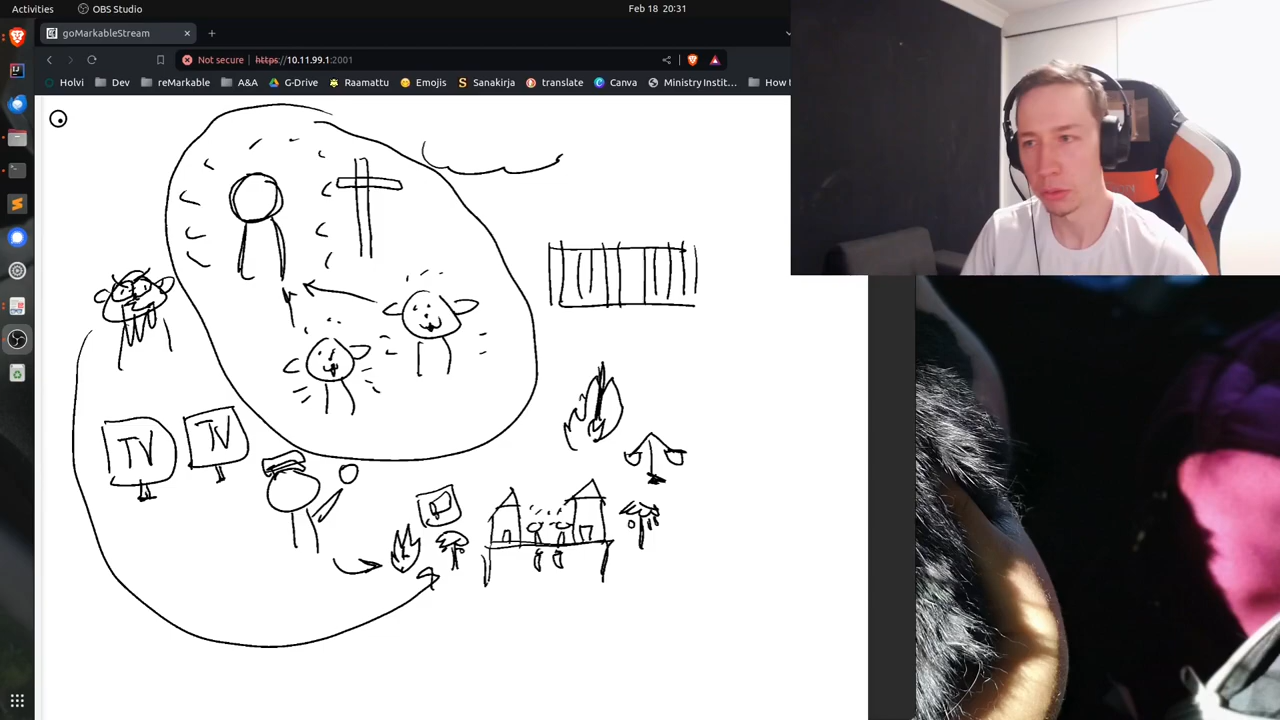 Activities OBS Studio Feb 18 20:31
goMarkableStream
Not secure https://10.11.99.1:2001
Holvi Dev reMarkable A&A G-Drive Raamattu Emojis Sanakirja translate Canva Ministry Instit... How t
TV TV